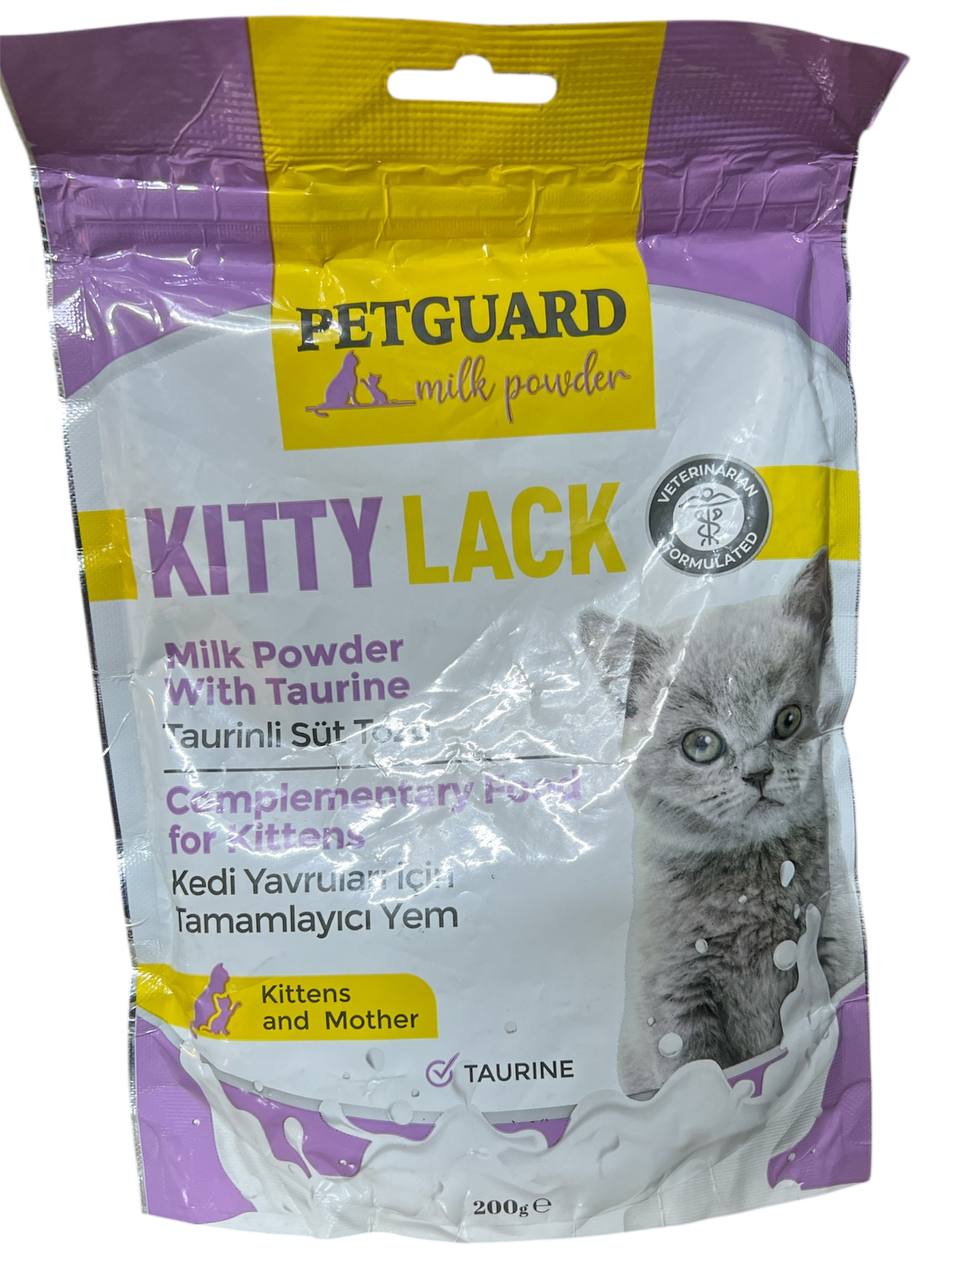 PETGUARD
milk powder
KITTY LACK
VETERINARIAN
FORMULATED
Milk Powder
With Taurine
Taurinli Süt Tozu
Complementary Food
for Kittens
Kedi Yavruları İçin
Tamamlayıcı Yem
Kittens
and Mother
TAURINE
200g ℮